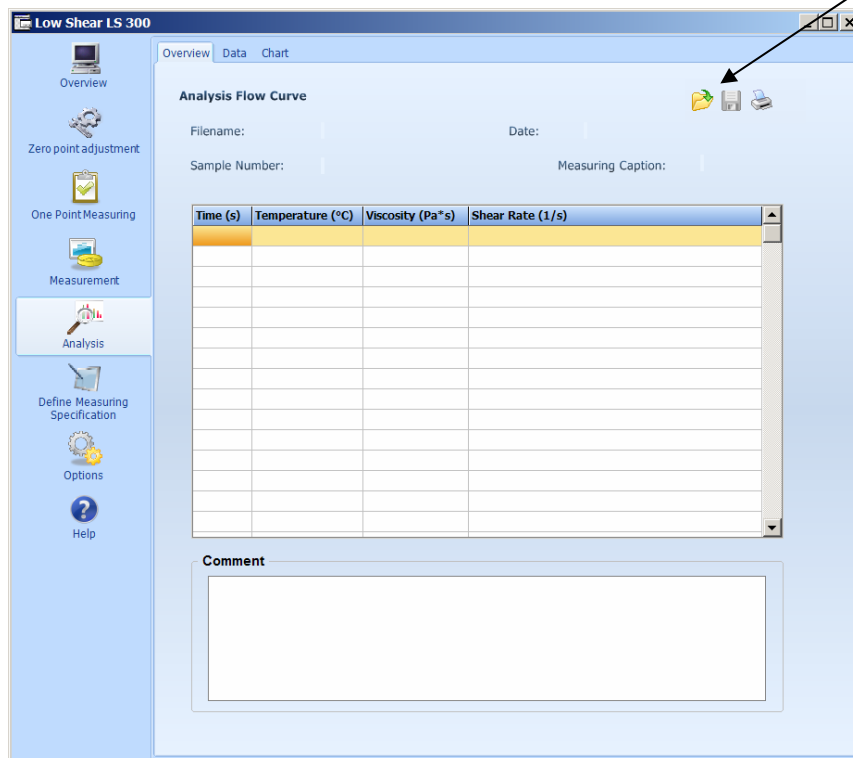 Low Shear LS 300
Overview
Zero point adjustment
One Point Measuring
Measurement
Analysis
Define Measuring
Specification
Options
Help
Overview Data Chart
Analysis Flow Curve
Filename: Date:
Sample Number: Measuring Caption:
Time (s) Temperature (°C) Viscosity (Pa*s) Shear Rate (1/s)
Comment